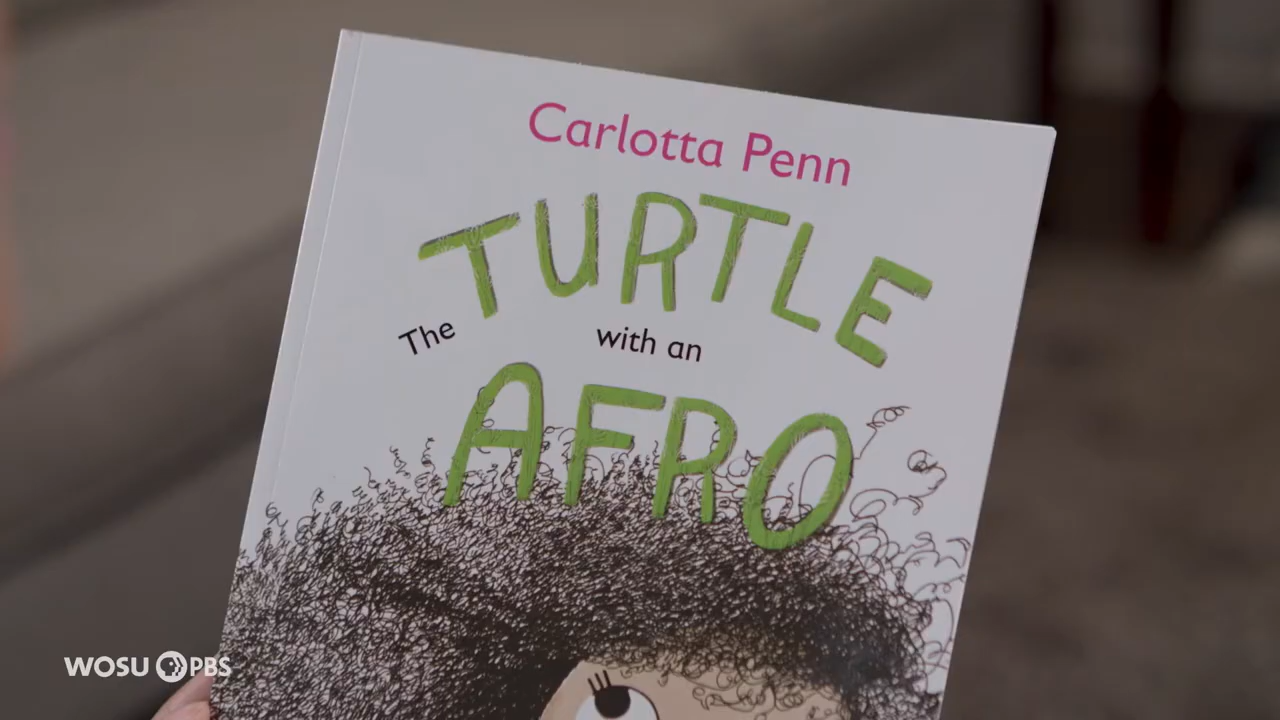 Carlotta Penn
The TURTLE
with an
AFRO
WOSU PBS